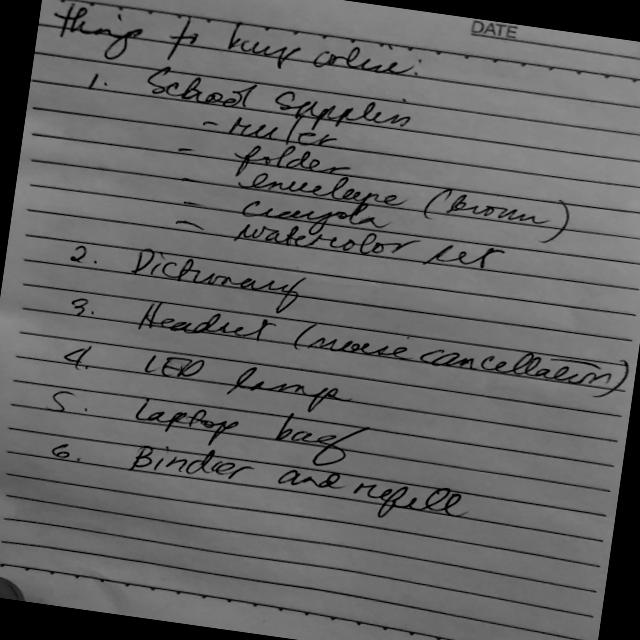 DATE
things to buy online:
1. School Supplies
- ruler
- folder
- envelope (brown)
- crayola
- watercolor set
2. Dictionary
3. Headset (noise cancellation)
4. LED lamp
5. Laptop bag
6. Binder and refill